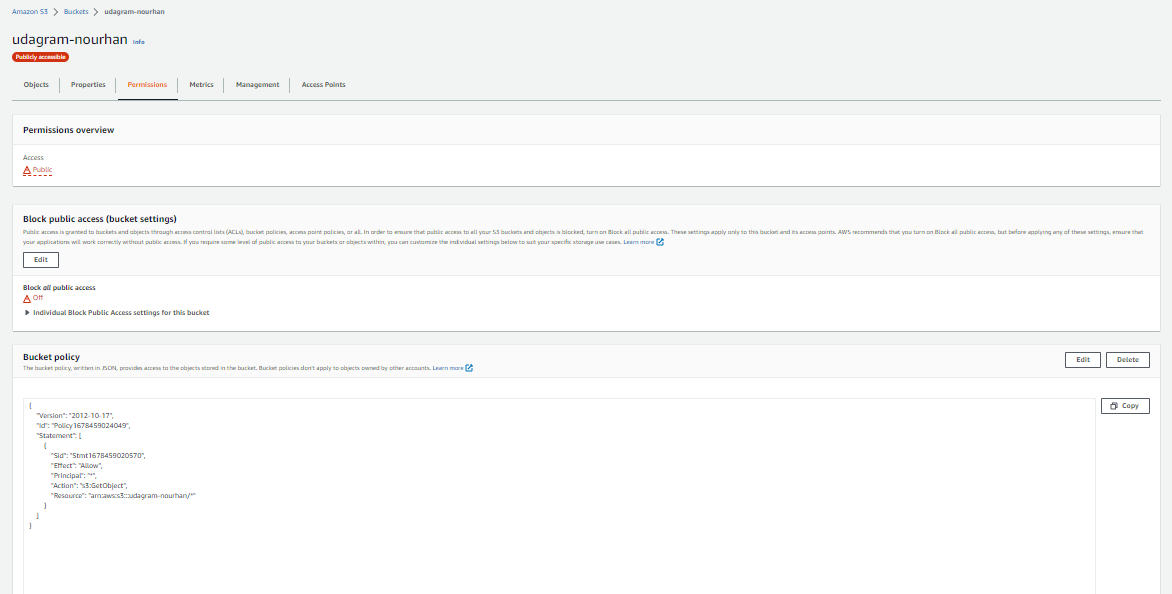 Amazon S3 > Buckets > udagram-nourhan
udagram-nourhan Info
Publicly accessible
Objects Properties Permissions Metrics Management Access Points
Permissions overview
Access
Public
Block public access (bucket settings)
Public access is granted to buckets and objects through access control lists (ACLs), bucket policies, access point policies, or all. In order to ensure that public access to all your S3 buckets and objects is blocked, turn on Block all public access. These settings apply only to this bucket and its access points. AWS recommends that you turn on Block all public access, but before applying any of these settings, ensure that
your applications will work correctly without public access. If you require some level of public access to your buckets or objects within, you can customize the individual settings below to suit your specific storage use cases. Learn more
Edit
Block all public access
Off
Individual Block Public Access settings for this bucket
Bucket policy
The bucket policy, written in JSON, provides access to the objects stored in the bucket. Bucket policies don't apply to objects owned by other accounts. Learn more
Edit Delete
Copy
{
"Version": "2012-10-17",
"Id": "Policy1678459024049",
"Statement": [
{
"Sid": "Stmt1678459020570",
"Effect": "Allow",
"Principal": "*",
"Action": "s3:GetObject",
"Resource": "arn:aws:s3:::udagram-nourhan/*"
}
]
}